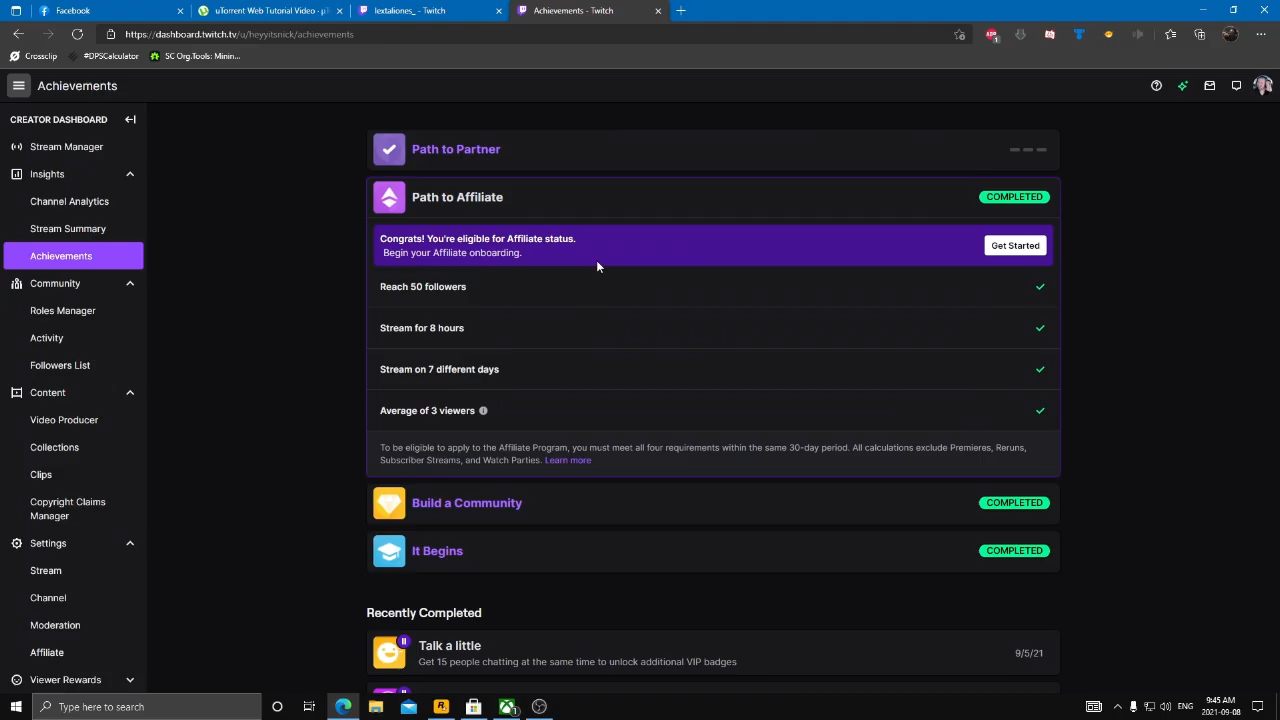 Facebook
uTorrent Web Tutorial Video - µT
lextaliones_ - Twitch
Achievements - Twitch
https://dashboard.twitch.tv/u/heyyitsnick/achievements
Crossclip
#DPSCalculator
SC Org.Tools: Minin...
Achievements
CREATOR DASHBOARD
Stream Manager
Insights
Channel Analytics
Stream Summary
Achievements
Community
Roles Manager
Activity
Followers List
Content
Video Producer
Collections
Clips
Copyright Claims
Manager
Settings
Stream
Channel
Moderation
Affiliate
Viewer Rewards
Path to Partner
Path to Affiliate
COMPLETED
Congrats! You're eligible for Affiliate status.
Begin your Affiliate onboarding.
Get Started
Reach 50 followers
Stream for 8 hours
Stream on 7 different days
Average of 3 viewers
To be eligible to apply to the Affiliate Program, you must meet all four requirements within the same 30-day period. All calculations exclude Premieres, Reruns,
Subscriber Streams, and Watch Parties. Learn more
Build a Community
COMPLETED
It Begins
COMPLETED
Recently Completed
Talk a little
Get 15 people chatting at the same time to unlock additional VIP badges
9/5/21
Type here to search
ENG
9:45 AM
2021-09-08